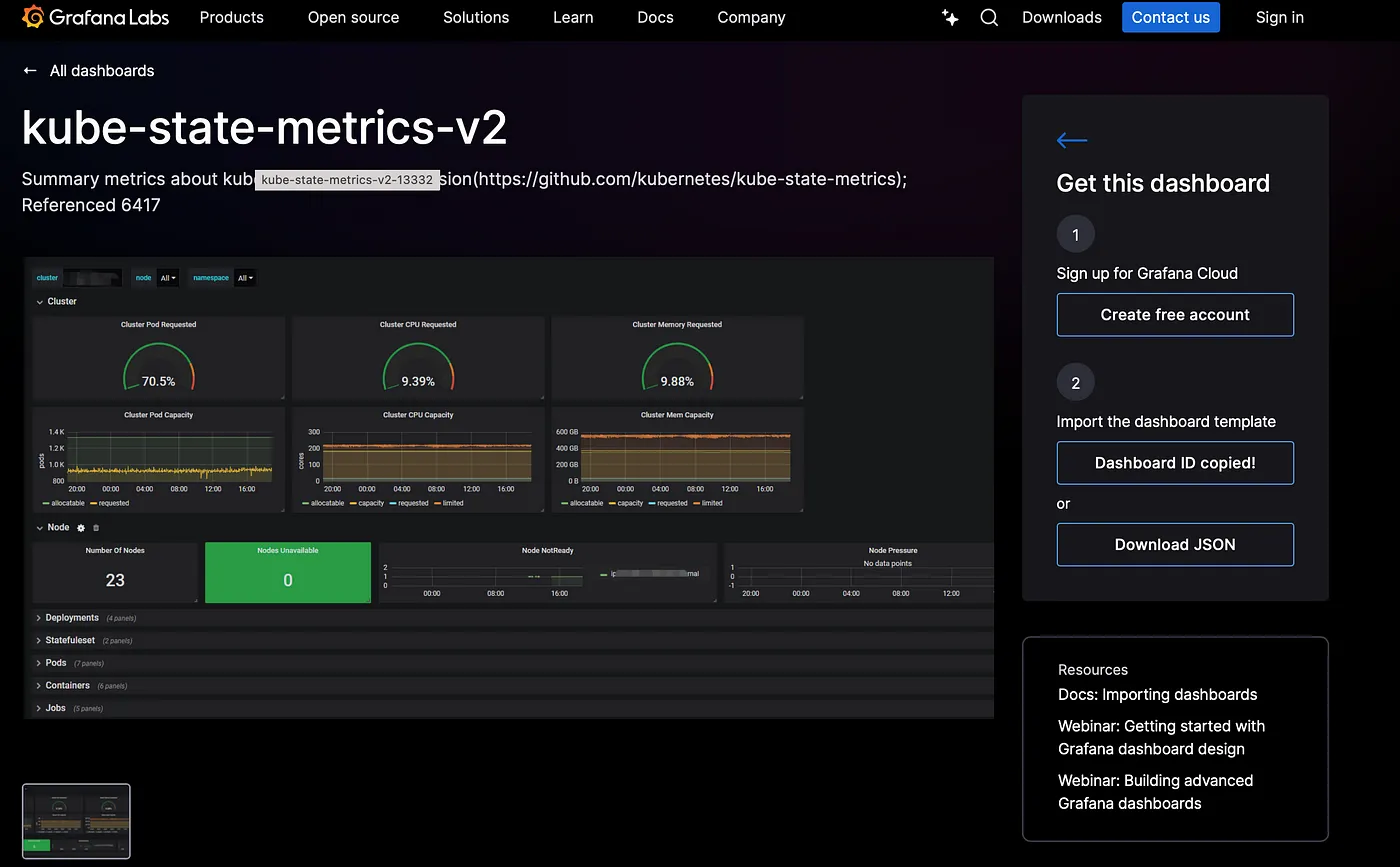 Grafana Labs Products Open source Solutions Learn Docs Company Downloads Contact us Sign in
← All dashboards
kube-state-metrics-v2
Summary metrics about kub kube-state-metrics-v2-13332 sion(https://github.com/kubernetes/kube-state-metrics);
Referenced 6417
cluster node All namespace All
Cluster
Cluster Pod Requested Cluster CPU Requested Cluster Memory Requested
70.5% 9.39% 9.88%
Cluster Pod Capacity Cluster CPU Capacity Cluster Mem Capacity
pods
1.4 K
1.2 K
1.0 K
800
20:00 00:00 04:00 08:00 12:00 16:00
allocatable requested
cores
300
200
100
0
20:00 00:00 04:00 08:00 12:00 16:00
allocatable capacity requested limited
600 GB
400 GB
200 GB
0 B
20:00 00:00 04:00 08:00 12:00 16:00
allocatable capacity requested limited
Node
Number Of Nodes
23
Nodes Unavailable
0
Node NotReady
2
1
0
00:00 08:00 16:00
ip mal
Node Pressure
No data points
1
0
-1
20:00 00:00 04:00 08:00 12:00
Deployments (4 panels)
Statefuleset (2 panels)
Pods (7 panels)
Containers (6 panels)
Jobs (5 panels)
←
Get this dashboard
1
Sign up for Grafana Cloud
Create free account
2
Import the dashboard template
Dashboard ID copied!
or
Download JSON
Resources
Docs: Importing dashboards
Webinar: Getting started with
Grafana dashboard design
Webinar: Building advanced
Grafana dashboards